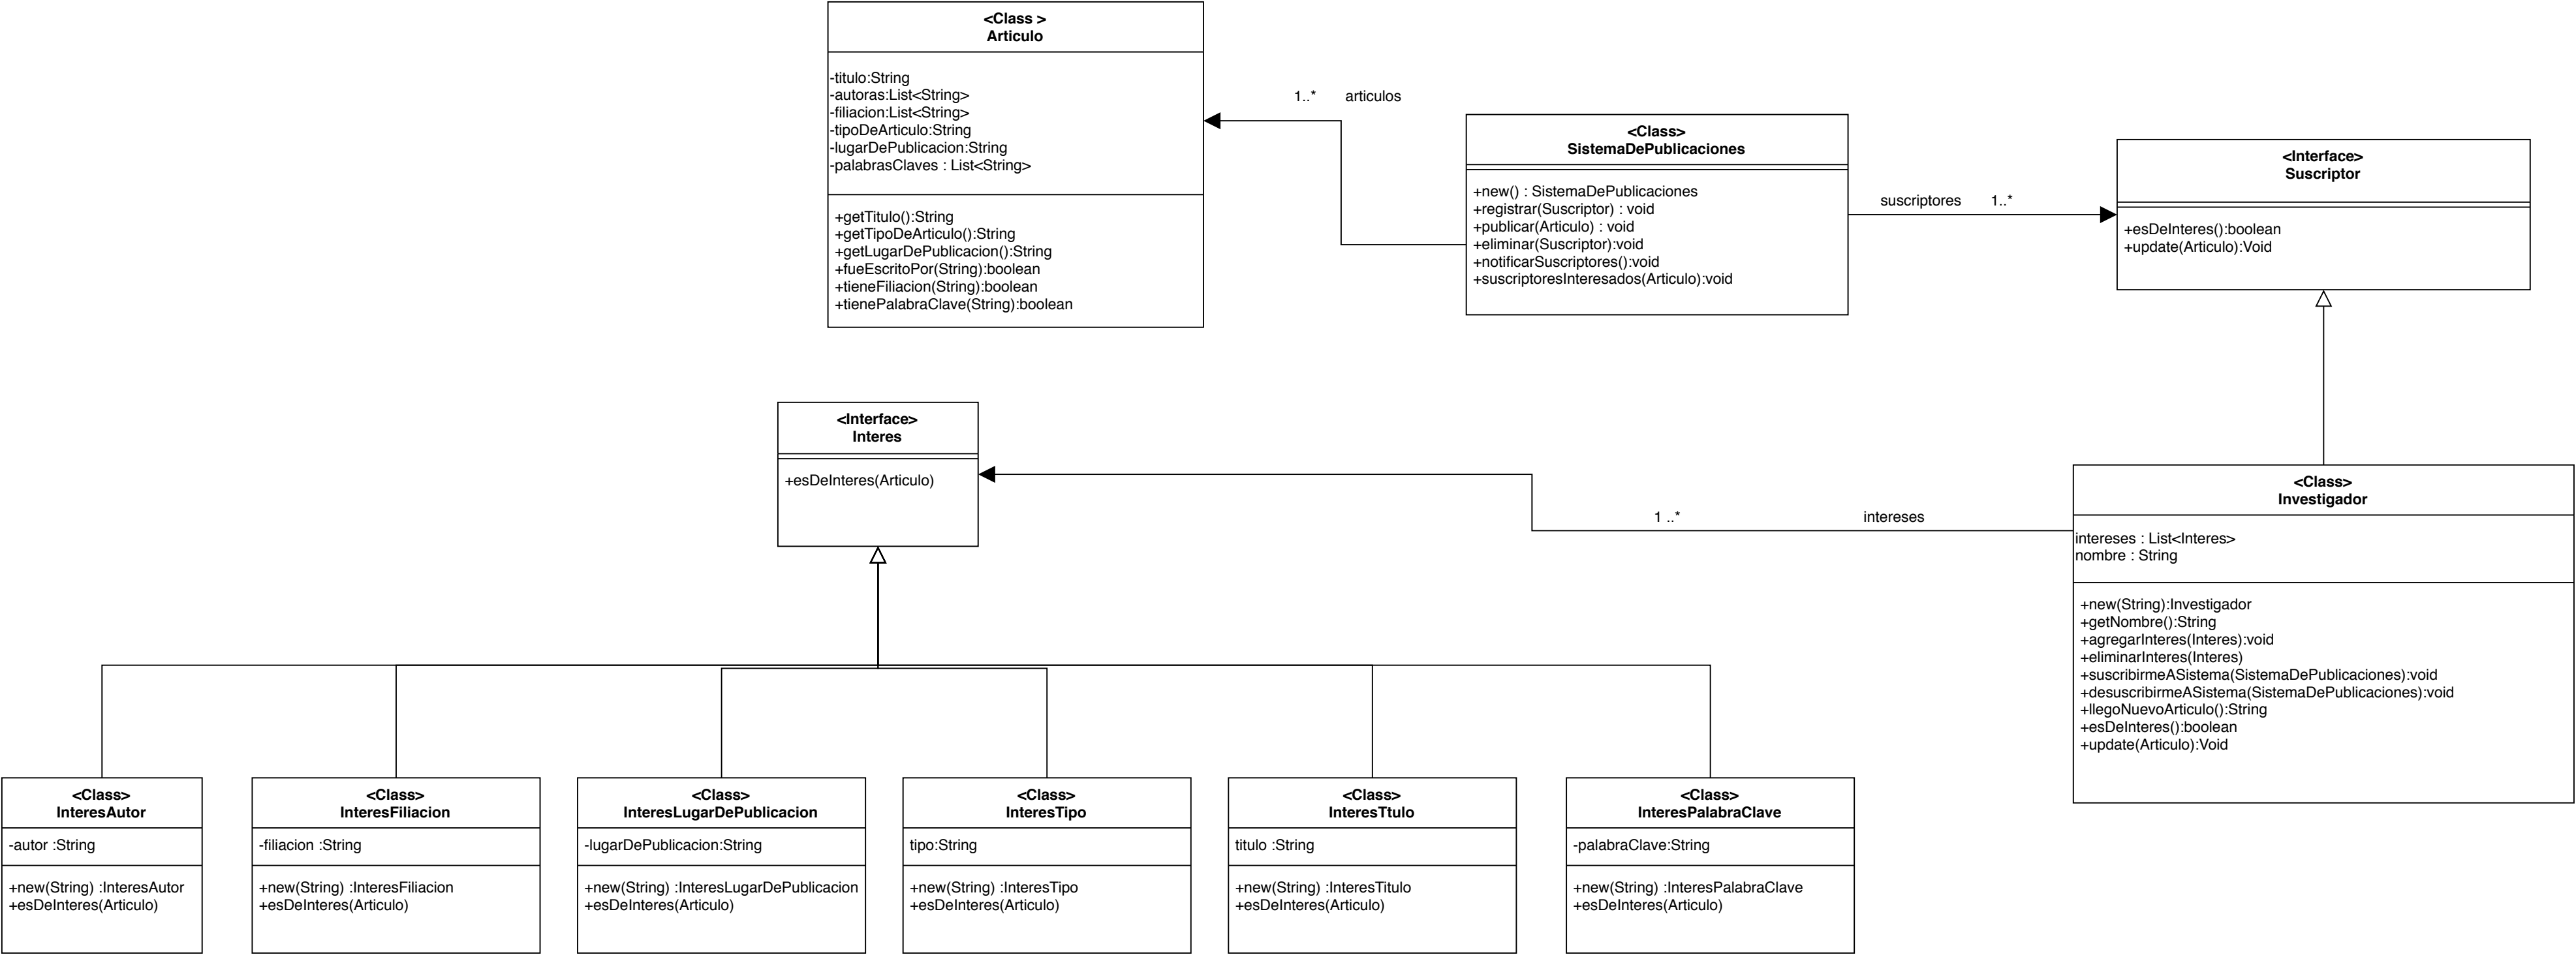 <Class >
Articulo
-titulo:String
-autoras:List<String>
-filiacion:List<String>
-tipoDeArticulo:String
-lugarDePublicacion:String
-palabrasClaves : List<String>
+getTitulo():String
+getTipoDeArticulo():String
+getLugarDePublicacion():String
+fueEscritoPor(String):boolean
+tieneFiliacion(String):boolean
+tienePalabraClave(String):boolean
1..* articulos
<Class>
SistemaDePublicaciones
+new() : SistemaDePublicaciones
+registrar(Suscriptor) : void
+publicar(Articulo) : void
+eliminar(Suscriptor):void
+notificarSuscriptores():void
+suscriptoresInteresados(Articulo):void
suscriptores 1..*
<Interface>
Suscriptor
+esDeInteres():boolean
+update(Articulo):Void
<Interface>
Interes
+esDeInteres(Articulo)
1 ..* intereses
<Class>
Investigador
intereses : List<Interes>
nombre : String
+new(String):Investigador
+getNombre():String
+agregarInteres(Interes):void
+eliminarInteres(Interes)
+suscribirmeASistema(SistemaDePublicaciones):void
+desuscribirmeASistema(SistemaDePublicaciones):void
+llegoNuevoArticulo():String
+esDeInteres():boolean
+update(Articulo):Void
<Class>
InteresAutor
-autor :String
+new(String) :InteresAutor
+esDeInteres(Articulo)
<Class>
InteresFiliacion
-filiacion :String
+new(String) :InteresFiliacion
+esDeInteres(Articulo)
<Class>
InteresLugarDePublicacion
-lugarDePublicacion:String
+new(String) :InteresLugarDePublicacion
+esDeInteres(Articulo)
<Class>
InteresTipo
tipo:String
+new(String) :InteresTipo
+esDeInteres(Articulo)
<Class>
InteresTtulo
titulo :String
+new(String) :InteresTitulo
+esDeInteres(Articulo)
<Class>
InteresPalabraClave
-palabraClave:String
+new(String) :InteresPalabraClave
+esDeInteres(Articulo)